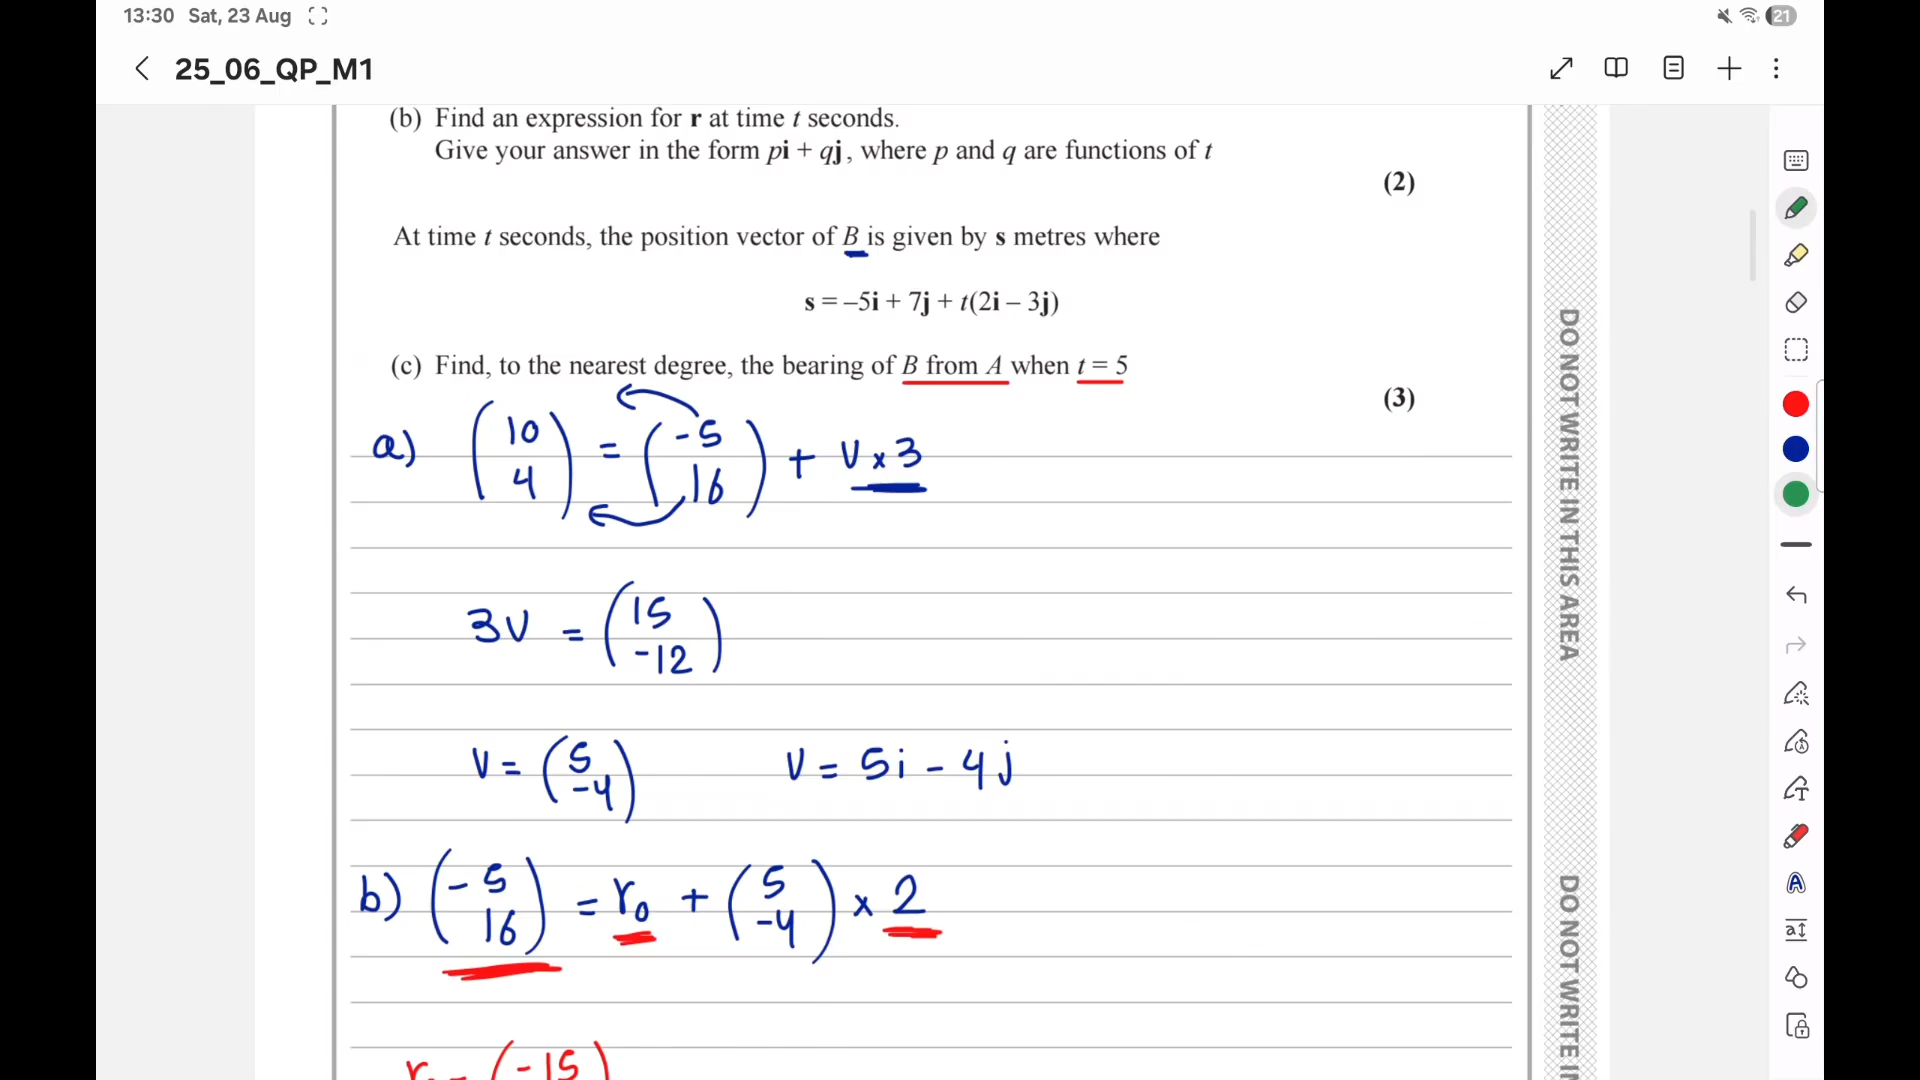 13:30 Sat, 23 Aug
21
25_06_QP_M1
(b) Find an expression for r at time t seconds.
Give your answer in the form pi + qj, where p and q are functions of t
(2)
At time t seconds, the position vector of B is given by s metres where
s = –5i + 7j + t(2i – 3j)
(c) Find, to the nearest degree, the bearing of B from A when t = 5
(3)
a) (10 4) = (-5 16) + v × 3
3v = (15 -12)
v = (5 -4) v = 5i - 4j
b) (-5 16) = r₀ + (5 -4) × 2
(-15
DO NOT WRITE IN THIS AREA
DO NOT WRITE IN